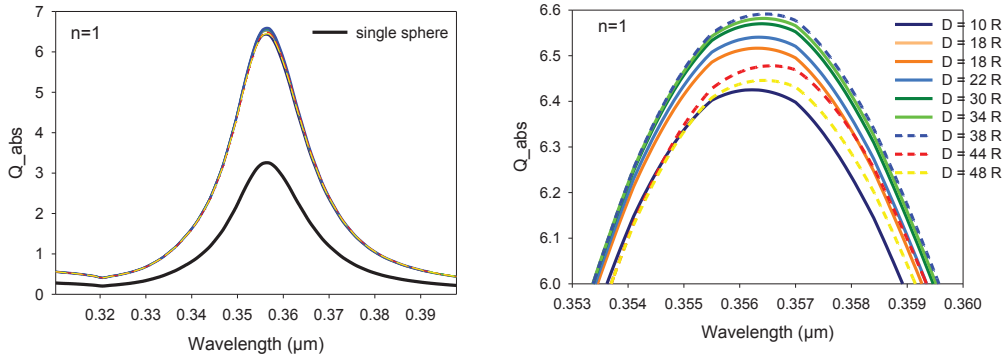 n=1
single sphere
Q_abs
7
6
5
4
3
2
1
0
0.32 0.33 0.34 0.35 0.36 0.37 0.38 0.39
Wavelength (µm)
n=1
D = 10 R
D = 18 R
D = 18 R
D = 22 R
D = 30 R
D = 34 R
D = 38 R
D = 44 R
D = 48 R
Q_abs
6.6
6.5
6.4
6.3
6.2
6.1
6.0
0.353 0.354 0.355 0.356 0.357 0.358 0.359 0.360
Wavelength (µm)